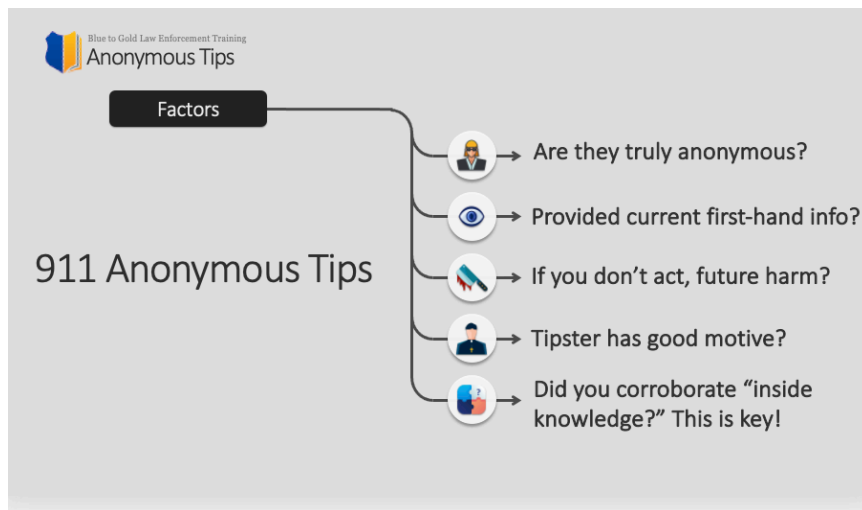 Blue to Gold Law Enforcement Training
Anonymous Tips
Factors
911 Anonymous Tips
Are they truly anonymous?
Provided current first-hand info?
If you don’t act, future harm?
Tipster has good motive?
Did you corroborate “inside
knowledge?” This is key!
?